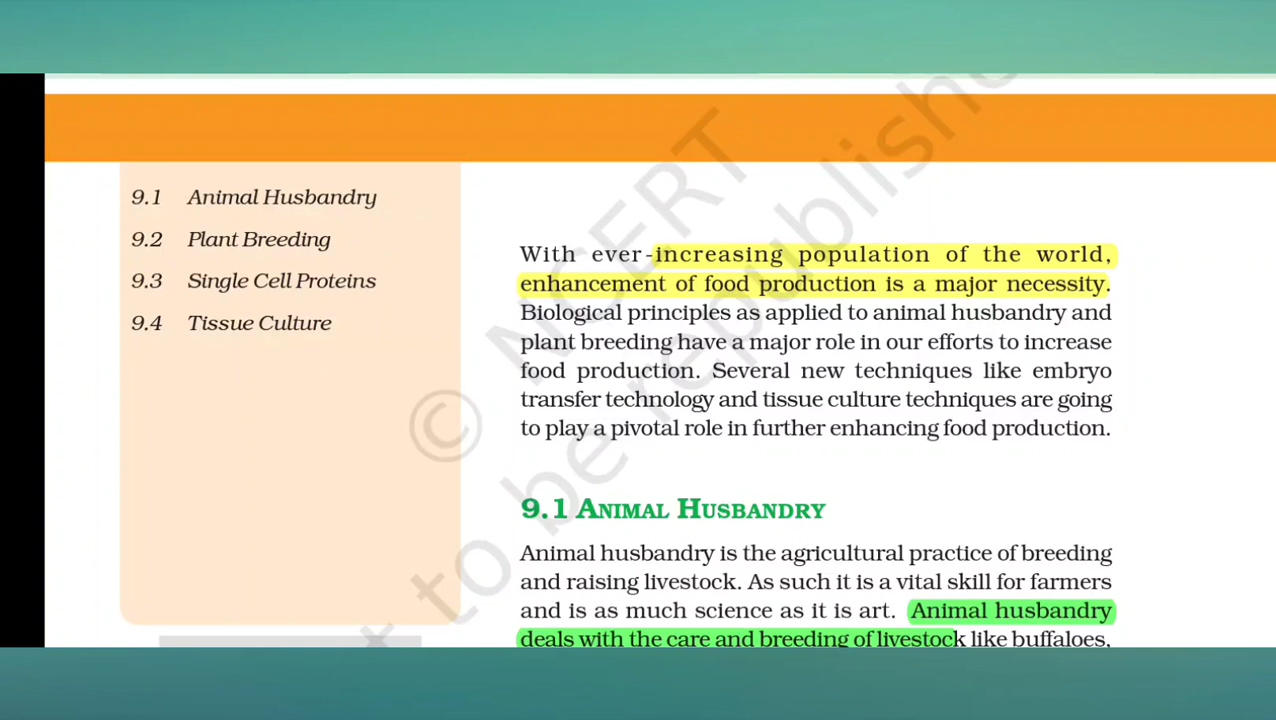 9.1 Animal Husbandry
9.2 Plant Breeding
9.3 Single Cell Proteins
9.4 Tissue Culture
With ever-increasing population of the world,
enhancement of food production is a major necessity.
Biological principles as applied to animal husbandry and
plant breeding have a major role in our efforts to increase
food production. Several new techniques like embryo
transfer technology and tissue culture techniques are going
to play a pivotal role in further enhancing food production.
9.1 ANIMAL HUSBANDRY
Animal husbandry is the agricultural practice of breeding
and raising livestock. As such it is a vital skill for farmers
and is as much science as it is art. Animal husbandry
deals with the care and breeding of livestock like buffaloes,
© NCERT
to be republishe